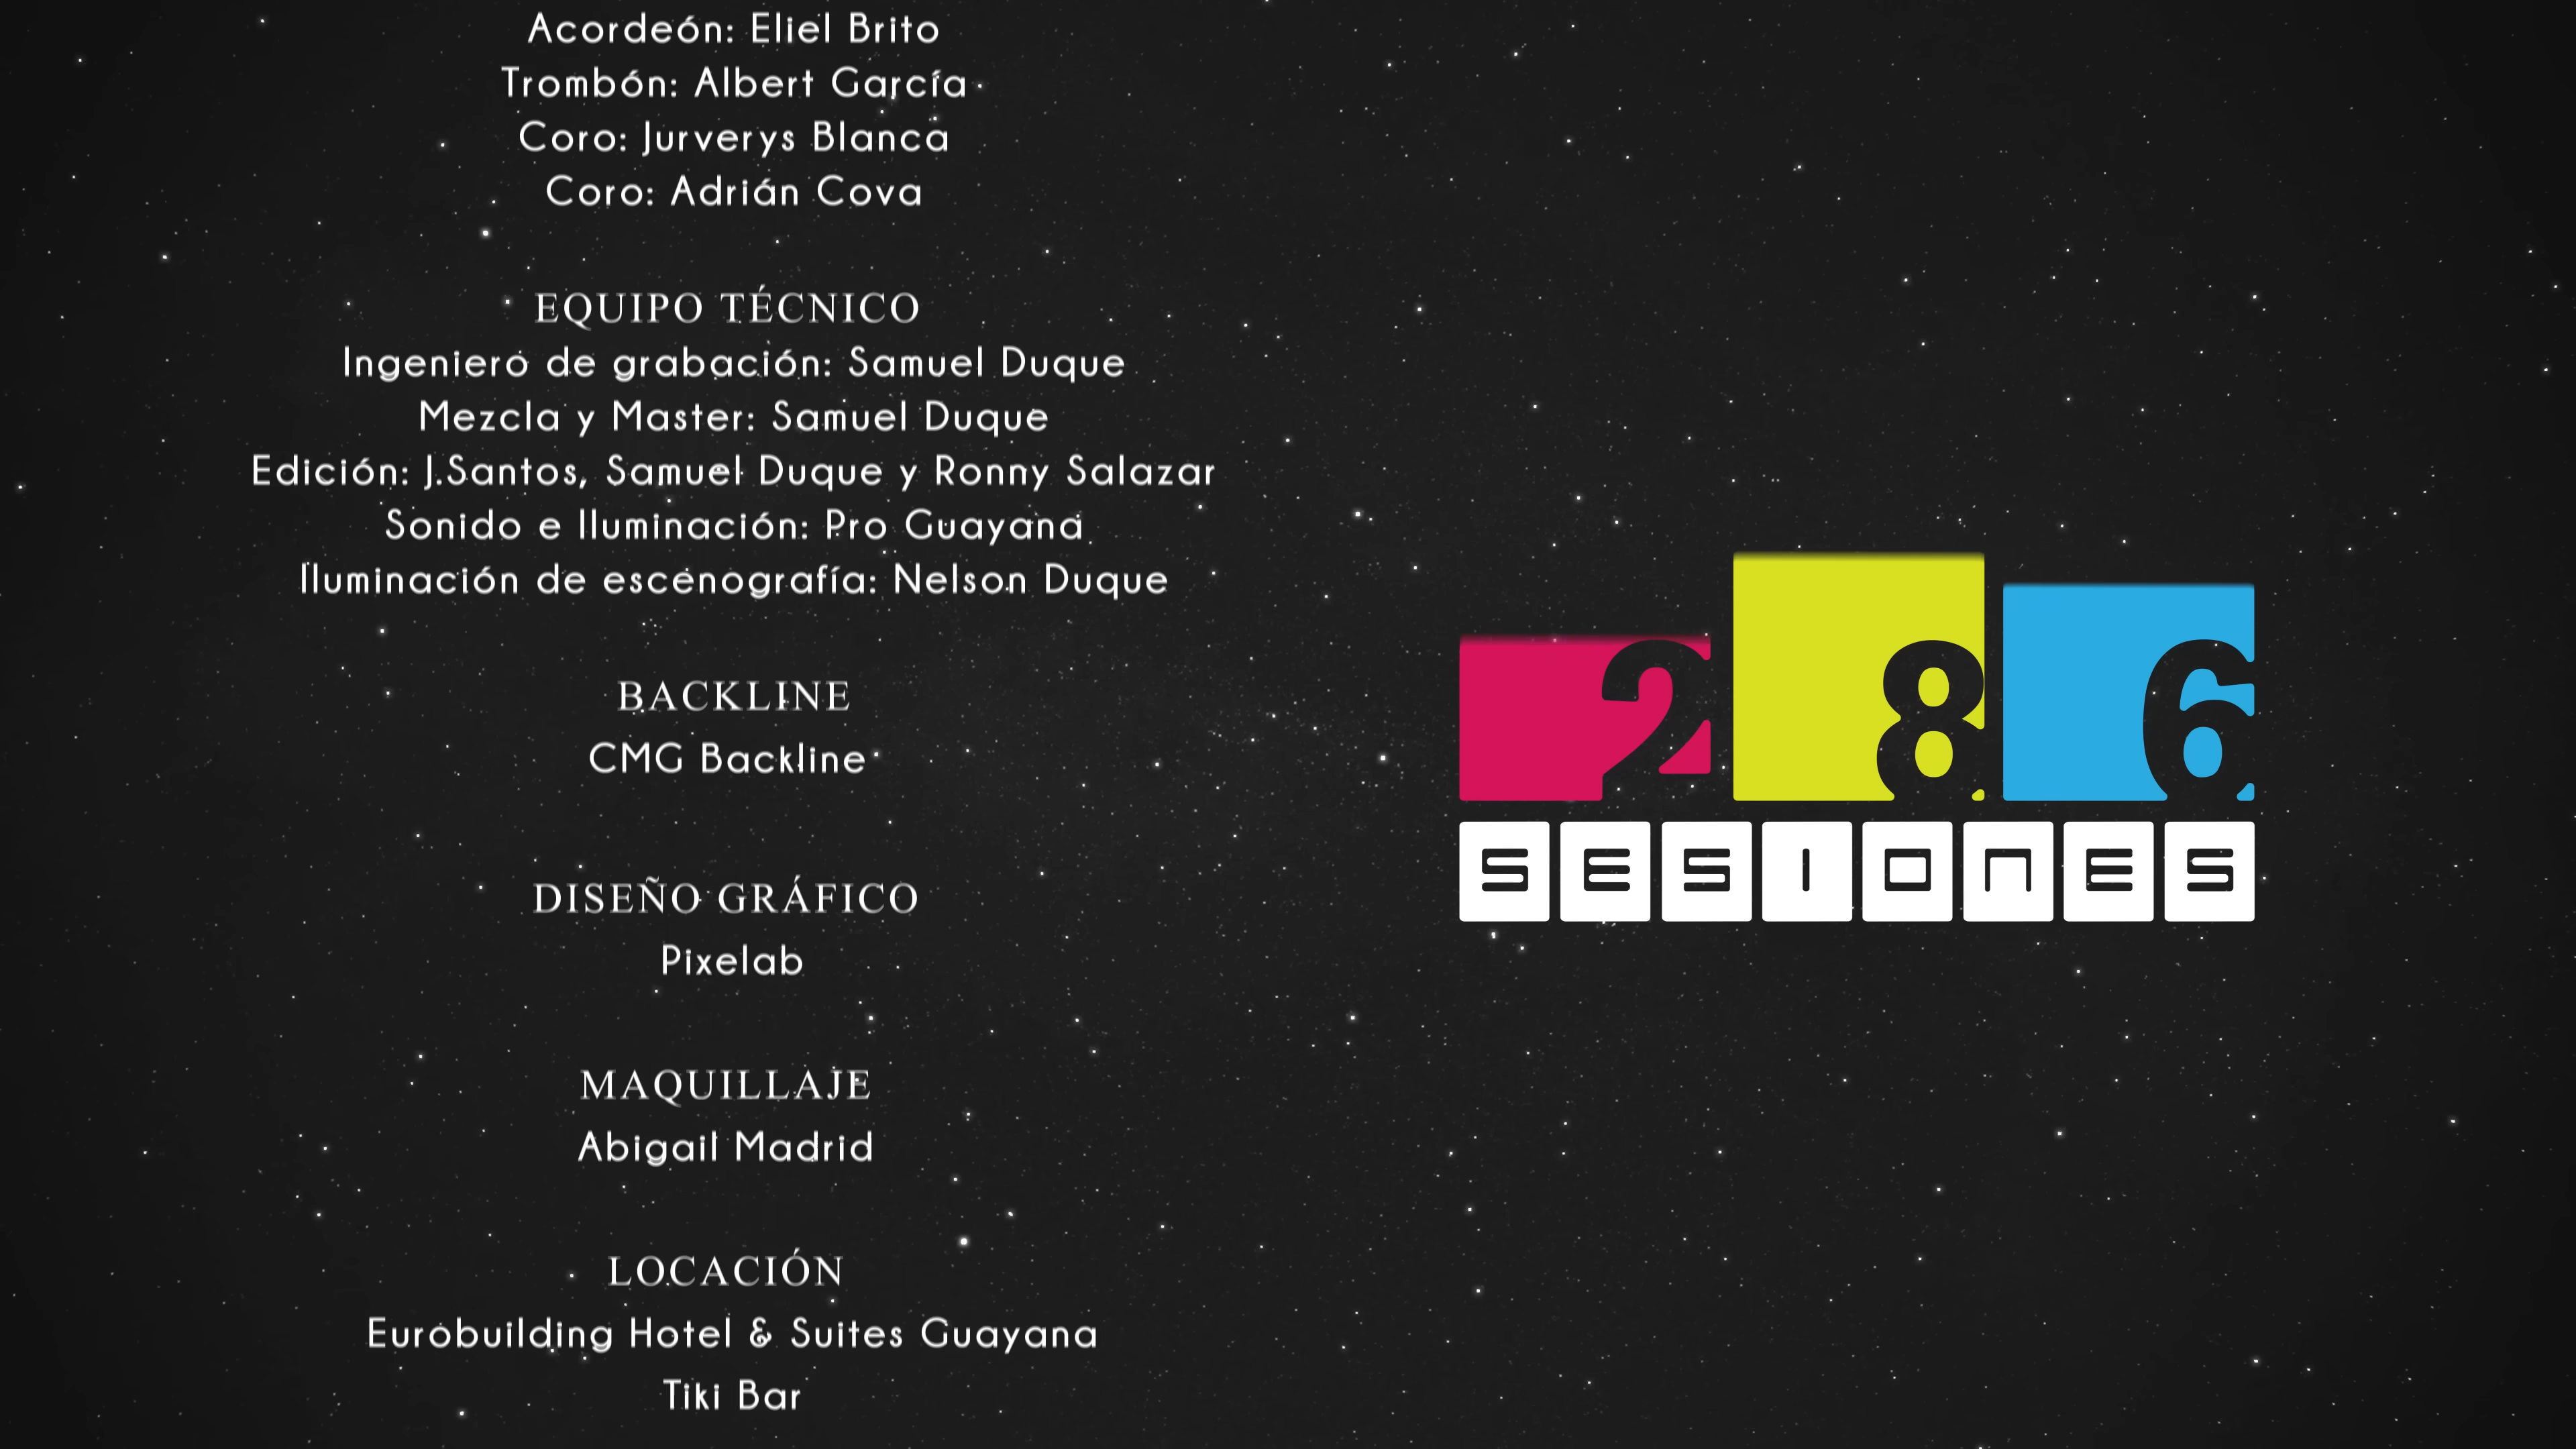 Acordeón: Eliel Brito
Trombón: Albert García
Coro: Jurverys Blanca
Coro: Adrián Cova
EQUIPO TÉCNICO
Ingeniero de grabación: Samuel Duque
Mezcla y Master: Samuel Duque
Edición: J.Santos, Samuel Duque y Ronny Salazar
Sonido e Iluminación: Pro Guayana
Iluminación de escenografía: Nelson Duque
BACKLINE
CMG Backline
DISEÑO GRÁFICO
Pixelab
MAQUILLAJE
Abigail Madrid
LOCACIÓN
Eurobuilding Hotel & Suites Guayana
Tiki Bar
286
SESIONES